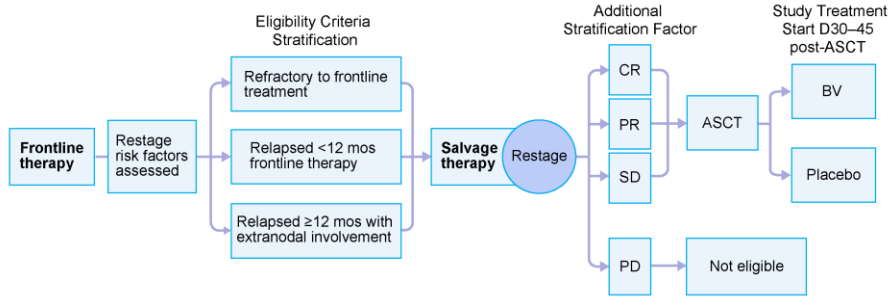 Eligibility Criteria
Stratification
Additional
Stratification Factor
Study Treatment
Start D30–45
post-ASCT
Frontline
therapy
Restage
risk factors
assessed
Refractory to frontline
treatment
Relapsed <12 mos
frontline therapy
Relapsed ≥12 mos with
extranodal involvement
Salvage
therapy
Restage
CR
PR
SD
PD
ASCT
Not eligible
BV
Placebo